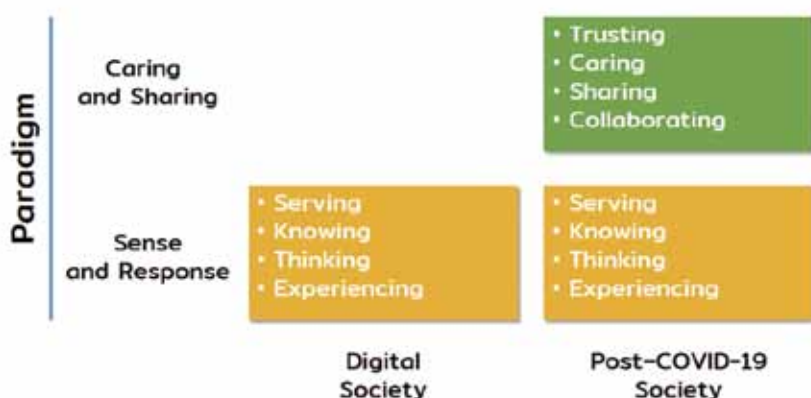 Paradigm
Caring
and Sharing
• Trusting
• Caring
• Sharing
• Collaborating
Sense
and Response
• Serving
• Knowing
• Thinking
• Experiencing
• Serving
• Knowing
• Thinking
• Experiencing
Digital
Society
Post-COVID-19
Society